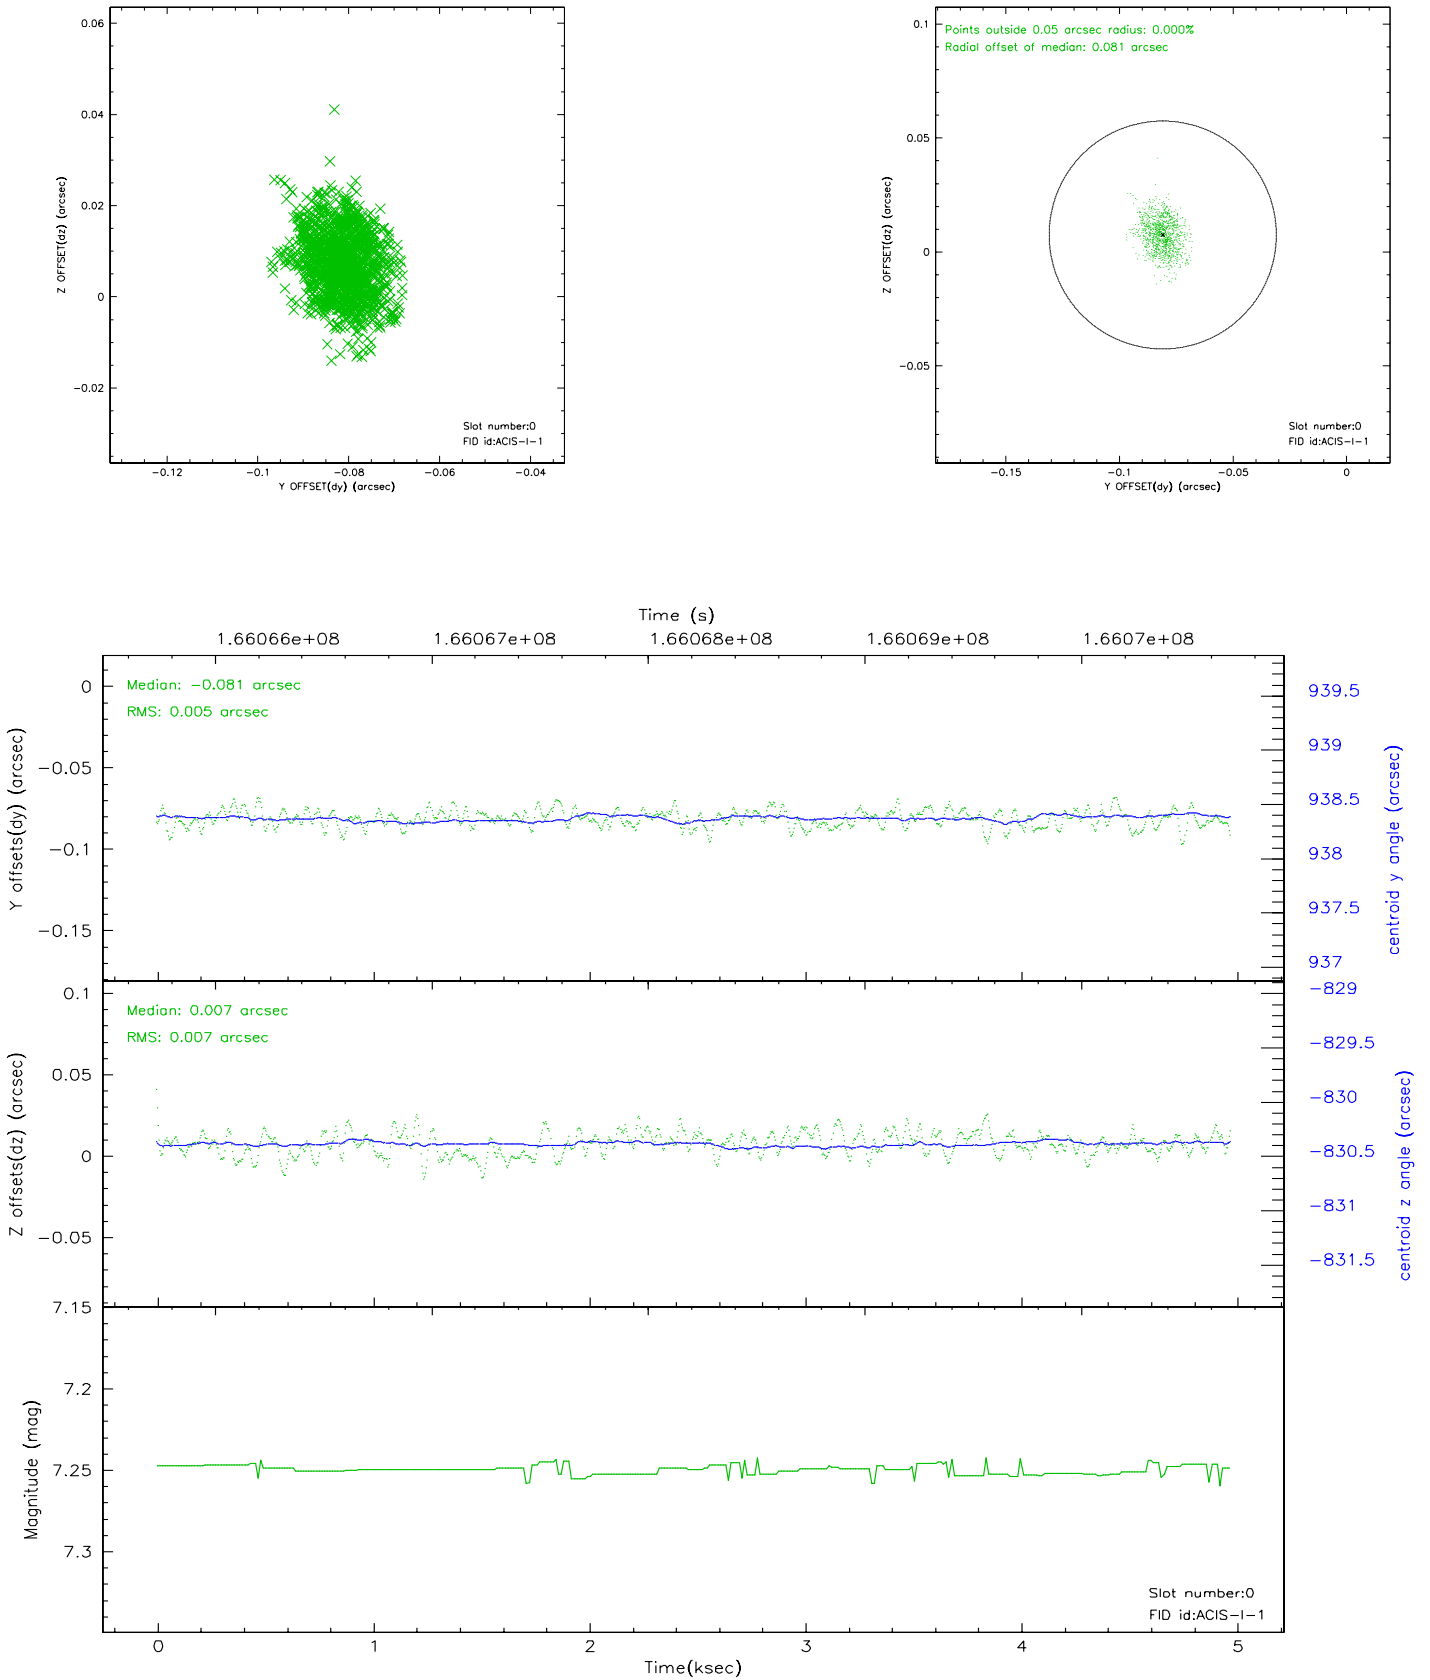 0.06
0.04
0.02
0
−0.02
Z OFFSET(dz) (arcsec)
Slot number:0
FID id:ACIS−I−1
−0.12
−0.1
−0.08
−0.06
−0.04
Y OFFSET(dy) (arcsec)
Points outside 0.05 arcsec radius: 0.000%
Radial offset of median: 0.081 arcsec
0.1
0.05
0
−0.05
Z OFFSET(dz) (arcsec)
Slot number:0
FID id:ACIS−I−1
−0.15
−0.1
−0.05
0
Y OFFSET(dy) (arcsec)
Time (s)
1.66066e+08
1.66067e+08
1.66068e+08
1.66069e+08
1.6607e+08
Median: −0.081 arcsec
RMS: 0.005 arcsec
0
−0.05
−0.1
−0.15
Y offsets(dy) (arcsec)
939.5
939
938.5
938
937.5
937
centroid y angle (arcsec)
Median: 0.007 arcsec
RMS: 0.007 arcsec
0.1
0.05
0
−0.05
Z offsets(dz) (arcsec)
−829
−829.5
−830
−830.5
−831
−831.5
centroid z angle (arcsec)
7.15
7.2
7.25
7.3
Magnitude (mag)
Slot number:0
FID id:ACIS−I−1
0
1
2
3
4
5
Time(ksec)